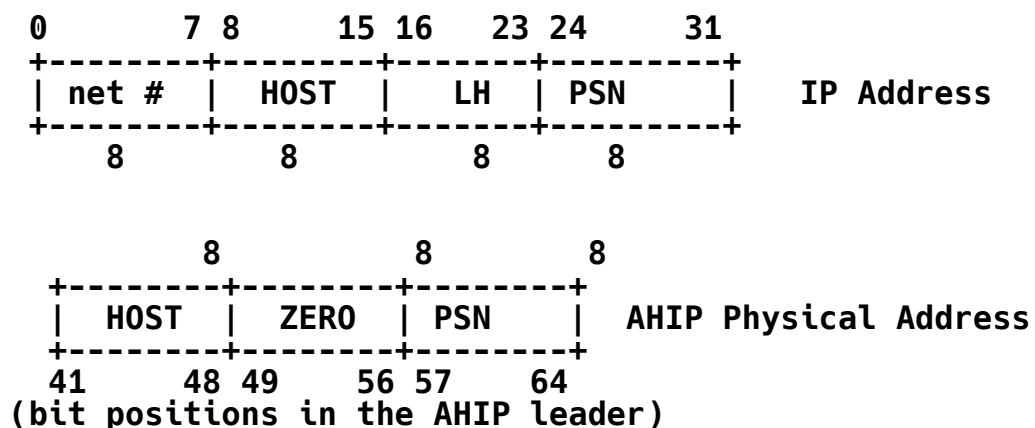 0        7 8      15 16    23 24      31
+--------+--------+-------+---------+
| net #  |  HOST  |   LH  | PSN     |   IP Address
+--------+--------+-------+---------+
8        8         8      8
8          8        8
+--------+--------+--------+
|  HOST  |  ZERO  | PSN    |  AHIP Physical Address
+--------+--------+--------+
41      48 49    56 57    64
(bit positions in the AHIP leader)